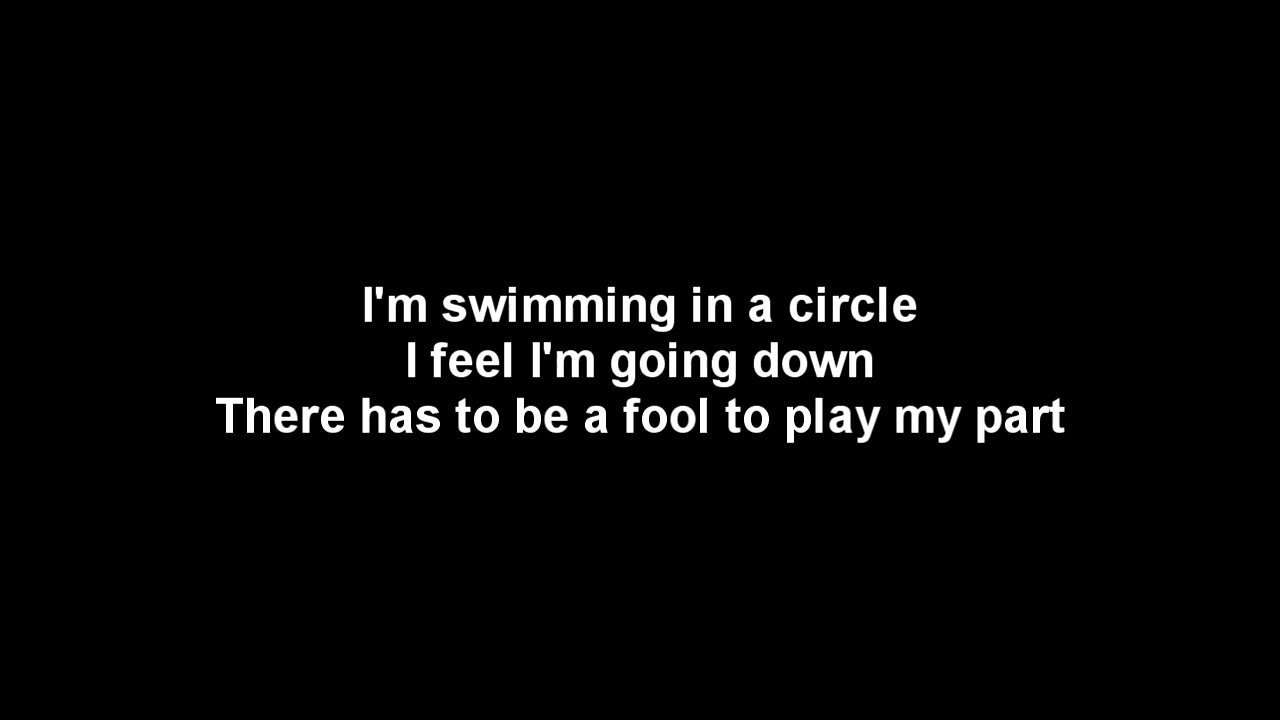 I'm swimming in a circle
I feel I'm going down
There has to be a fool to play my part